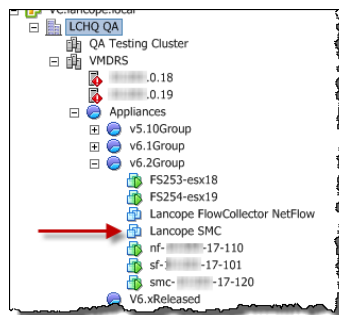 VC.lancope.local
LCHQ QA
QA Testing Cluster
VMDRS
.0.18
.0.19
Appliances
v5.10Group
v6.1Group
v6.2Group
FS253-esx18
FS254-esx19
Lancope FlowCollector NetFlow
Lancope SMC
nf- -17-110
sf- -17-101
smc- -17-120
V6.xReleased